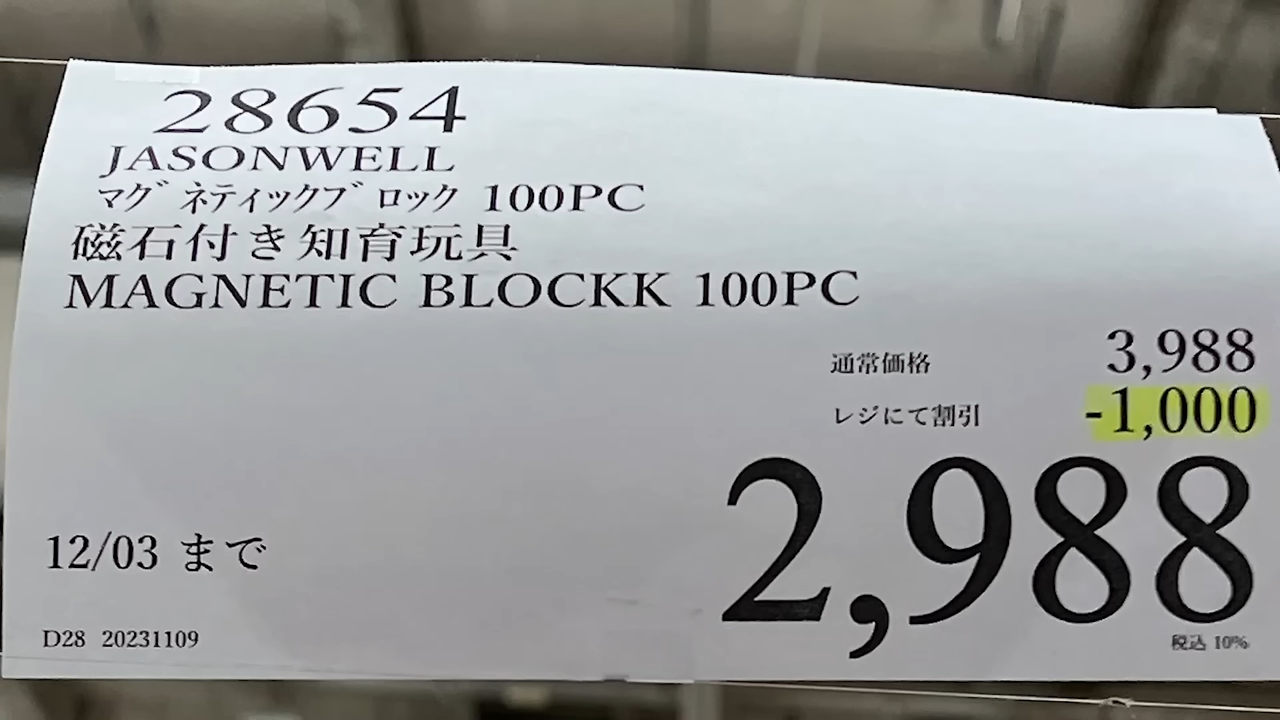 28654
JASONWELL
マグネティックブロック 100PC
磁石付き知育玩具
MAGNETIC BLOCKK 100PC
通常価格 3,988
レジにて割引 -1,000
2,988
12/03 まで
税込 10%
D28 20231109